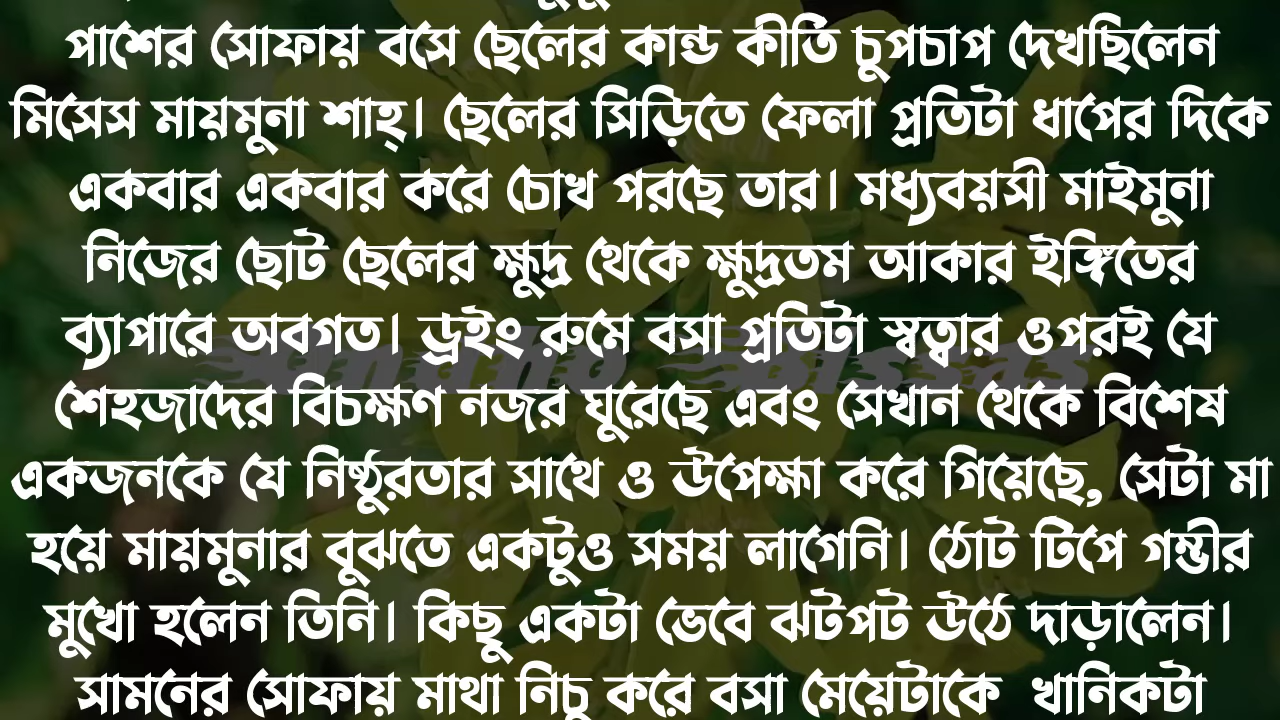 পাশের সোফায় বসে ছেলের কান্ড কীর্তি চুপচাপ দেখছিলেন
মিসেস মায়মুনা শাহ্। ছেলের সিড়িতে ফেলা প্রতিটা ধাপের দিকে
একবার একবার করে চোখ পরছে তার। মধ্যবয়সী মাইমুনা
নিজের ছোট ছেলের ক্ষুদ্র থেকে ক্ষুদ্রতম আকার ইঙ্গিতের
ব্যাপারে অবগত। ড্রইং রুমে বসা প্রতিটা স্বত্বার ওপরই যে
শেহজাদের বিচক্ষণ নজর ঘুরেছে এবং সেখান থেকে বিশেষ
একজনকে যে নিষ্ঠুরতার সাথে ও উপেক্ষা করে গিয়েছে, সেটা মা
হয়ে মায়মুনার বুঝতে একটুও সময় লাগেনি। ঠোট টিপে গম্ভীর
মুখো হলেন তিনি। কিছু একটা ভেবে ঝটপট উঠে দাড়ালেন।
সামনের সোফায় মাথা নিচু করে বসা মেয়েটাকে খানিকটা